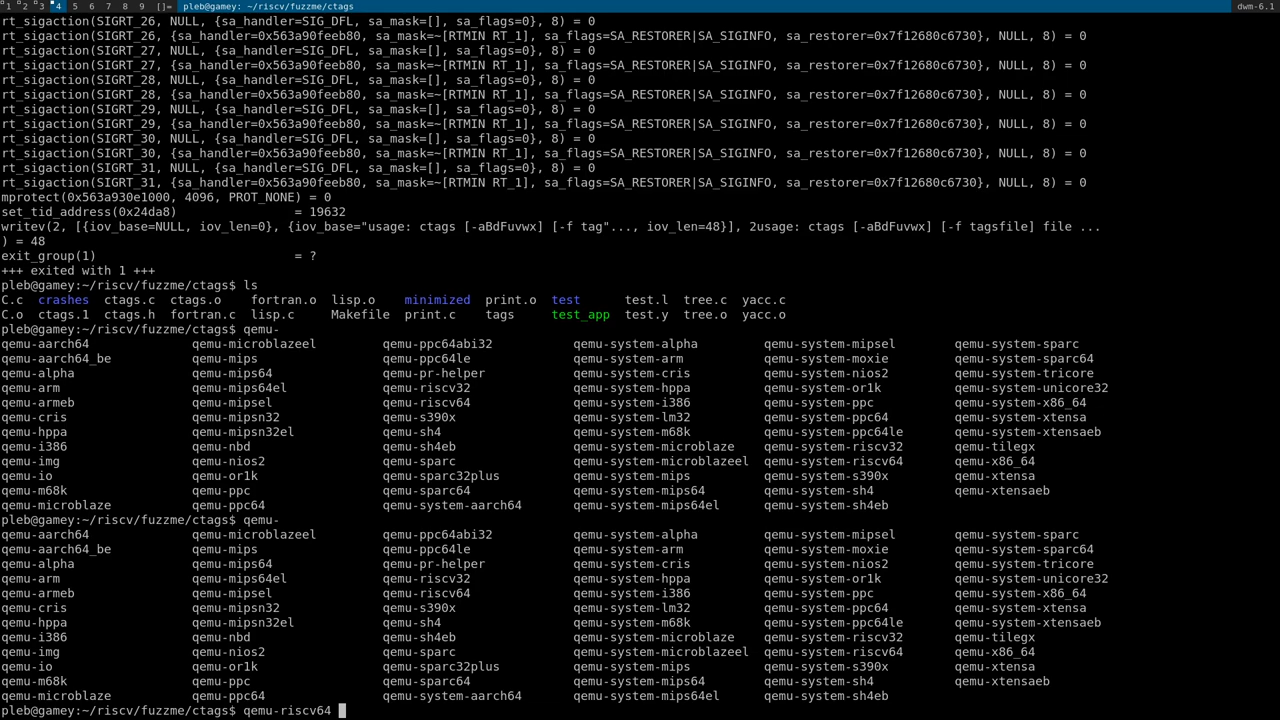 1 2 3 4 5 6 7 8 9 []= pleb@gamey: ~/riscv/fuzzme/ctags dwm-6.1
rt_sigaction(SIGRT_26, NULL, {sa_handler=SIG_DFL, sa_mask=[], sa_flags=0}, 8) = 0
rt_sigaction(SIGRT_26, {sa_handler=0x563a90feeb80, sa_mask=~[RTMIN RT_1], sa_flags=SA_RESTORER|SA_SIGINFO, sa_restorer=0x7f12680c6730}, NULL, 8) = 0
rt_sigaction(SIGRT_27, NULL, {sa_handler=SIG_DFL, sa_mask=[], sa_flags=0}, 8) = 0
rt_sigaction(SIGRT_27, {sa_handler=0x563a90feeb80, sa_mask=~[RTMIN RT_1], sa_flags=SA_RESTORER|SA_SIGINFO, sa_restorer=0x7f12680c6730}, NULL, 8) = 0
rt_sigaction(SIGRT_28, NULL, {sa_handler=SIG_DFL, sa_mask=[], sa_flags=0}, 8) = 0
rt_sigaction(SIGRT_28, {sa_handler=0x563a90feeb80, sa_mask=~[RTMIN RT_1], sa_flags=SA_RESTORER|SA_SIGINFO, sa_restorer=0x7f12680c6730}, NULL, 8) = 0
rt_sigaction(SIGRT_29, NULL, {sa_handler=SIG_DFL, sa_mask=[], sa_flags=0}, 8) = 0
rt_sigaction(SIGRT_29, {sa_handler=0x563a90feeb80, sa_mask=~[RTMIN RT_1], sa_flags=SA_RESTORER|SA_SIGINFO, sa_restorer=0x7f12680c6730}, NULL, 8) = 0
rt_sigaction(SIGRT_30, NULL, {sa_handler=SIG_DFL, sa_mask=[], sa_flags=0}, 8) = 0
rt_sigaction(SIGRT_30, {sa_handler=0x563a90feeb80, sa_mask=~[RTMIN RT_1], sa_flags=SA_RESTORER|SA_SIGINFO, sa_restorer=0x7f12680c6730}, NULL, 8) = 0
rt_sigaction(SIGRT_31, NULL, {sa_handler=SIG_DFL, sa_mask=[], sa_flags=0}, 8) = 0
rt_sigaction(SIGRT_31, {sa_handler=0x563a90feeb80, sa_mask=~[RTMIN RT_1], sa_flags=SA_RESTORER|SA_SIGINFO, sa_restorer=0x7f12680c6730}, NULL, 8) = 0
mprotect(0x563a930e1000, 4096, PROT_NONE) = 0
set_tid_address(0x24da8) = 19632
writev(2, [{iov_base=NULL, iov_len=0}, {iov_base="usage: ctags [-aBdFuvwx] [-f tag"..., iov_len=48}], 2usage: ctags [-aBdFuvwx] [-f tagsfile] file ...
) = 48
exit_group(1) = ?
+++ exited with 1 +++
pleb@gamey:~/riscv/fuzzme/ctags$ ls
C.c crashes ctags.c ctags.o fortran.o lisp.o minimized print.o test test.l tree.c yacc.c
C.o ctags.1 ctags.h fortran.c lisp.c Makefile print.c tags test_app test.y tree.o yacc.o
pleb@gamey:~/riscv/fuzzme/ctags$ qemu-
qemu-aarch64 qemu-microblazeel qemu-ppc64abi32 qemu-system-alpha qemu-system-mipsel qemu-system-sparc
qemu-aarch64_be qemu-mips qemu-ppc64le qemu-system-arm qemu-system-moxie qemu-system-sparc64
qemu-alpha qemu-mips64 qemu-pr-helper qemu-system-cris qemu-system-nios2 qemu-system-tricore
qemu-arm qemu-mips64el qemu-riscv32 qemu-system-hppa qemu-system-or1k qemu-system-unicore32
qemu-armeb qemu-mipsel qemu-riscv64 qemu-system-i386 qemu-system-ppc qemu-system-x86_64
qemu-cris qemu-mipsn32 qemu-s390x qemu-system-lm32 qemu-system-ppc64 qemu-system-xtensa
qemu-hppa qemu-mipsn32el qemu-sh4 qemu-system-m68k qemu-system-ppc64le qemu-system-xtensaeb
qemu-i386 qemu-nbd qemu-sh4eb qemu-system-microblaze qemu-system-riscv32 qemu-tilegx
qemu-img qemu-nios2 qemu-sparc qemu-system-microblazeel qemu-system-riscv64 qemu-x86_64
qemu-io qemu-or1k qemu-sparc32plus qemu-system-mips qemu-system-s390x qemu-xtensa
qemu-m68k qemu-ppc qemu-sparc64 qemu-system-mips64 qemu-system-sh4 qemu-xtensaeb
qemu-microblaze qemu-ppc64 qemu-system-aarch64 qemu-system-mips64el qemu-system-sh4eb
pleb@gamey:~/riscv/fuzzme/ctags$ qemu-
qemu-aarch64 qemu-microblazeel qemu-ppc64abi32 qemu-system-alpha qemu-system-mipsel qemu-system-sparc
qemu-aarch64_be qemu-mips qemu-ppc64le qemu-system-arm qemu-system-moxie qemu-system-sparc64
qemu-alpha qemu-mips64 qemu-pr-helper qemu-system-cris qemu-system-nios2 qemu-system-tricore
qemu-arm qemu-mips64el qemu-riscv32 qemu-system-hppa qemu-system-or1k qemu-system-unicore32
qemu-armeb qemu-mipsel qemu-riscv64 qemu-system-i386 qemu-system-ppc qemu-system-x86_64
qemu-cris qemu-mipsn32 qemu-s390x qemu-system-lm32 qemu-system-ppc64 qemu-system-xtensa
qemu-hppa qemu-mipsn32el qemu-sh4 qemu-system-m68k qemu-system-ppc64le qemu-system-xtensaeb
qemu-i386 qemu-nbd qemu-sh4eb qemu-system-microblaze qemu-system-riscv32 qemu-tilegx
qemu-img qemu-nios2 qemu-sparc qemu-system-microblazeel qemu-system-riscv64 qemu-x86_64
qemu-io qemu-or1k qemu-sparc32plus qemu-system-mips qemu-system-s390x qemu-xtensa
qemu-m68k qemu-ppc qemu-sparc64 qemu-system-mips64 qemu-system-sh4 qemu-xtensaeb
qemu-microblaze qemu-ppc64 qemu-system-aarch64 qemu-system-mips64el qemu-system-sh4eb
pleb@gamey:~/riscv/fuzzme/ctags$ qemu-riscv64